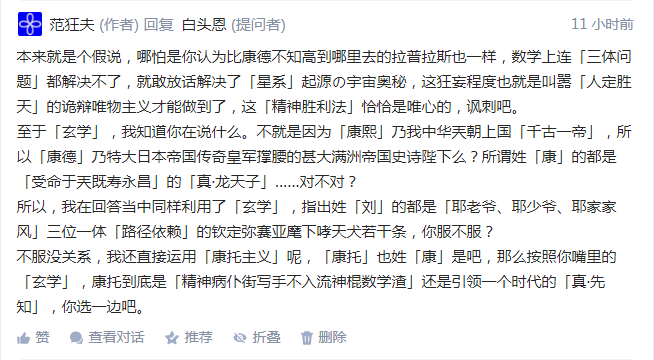 范狂夫 (作者) 回复 白头恩 (提问者) 11 小时前
本来就是个假说，哪怕是你认为比康德不知高到哪里去的拉普拉斯也一样，数学上连「三体问
题」都解决不了，就敢放话解决了「星系」起源の宇宙奥秘，这狂妄程度也就是叫嚣「人定胜
天」的诡辩唯物主义才能做到了，这「精神胜利法」恰恰是唯心的，讽刺吧。
至于「玄学」，我知道你在说什么。不就是因为「康熙」乃我中华天朝上国「千古一帝」，所
以「康德」乃特大日本帝国传奇皇军撑腰的甚大满洲帝国史诗陛下么？所谓姓「康」的都是
「受命于天既寿永昌」的「真·龙天子」……对不对？
所以，我在回答当中同样利用了「玄学」，指出姓「刘」的都是「耶老爷、耶少爷、耶家家
风」三位一体「路径依赖」的钦定弥赛亚麾下哮天犬若干条，你服不服？
不服没关系，我还直接运用「康托主义」呢，「康托」也姓「康」是吧，那么按照你嘴里的
「玄学」，康托到底是「精神病仆街写手不入流神棍数学渣」还是引领一个时代的「真·先
知」，你选一边吧。
赞 查看对话 推荐 折叠 删除